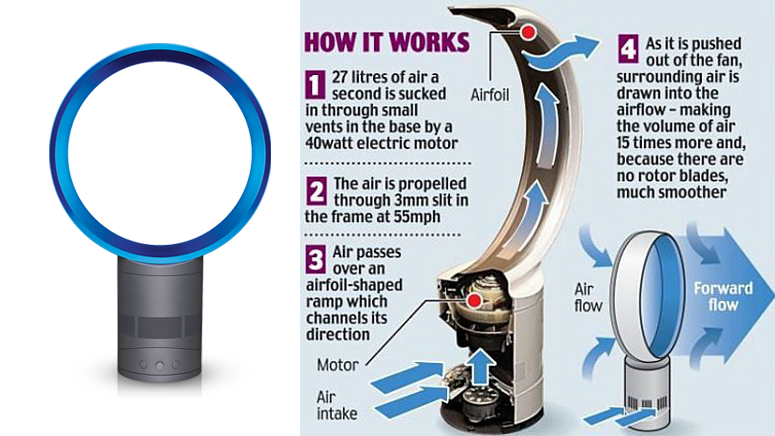 HOW IT WORKS
1 27 litres of air a
second is sucked
in through small
vents in the base by a
40watt electric motor
2 The air is propelled
through 3mm slit in
the frame at 55mph
3 Air passes
over an
airfoil-shaped
ramp which
channels its
direction
Motor
Air
intake
Airfoil
4 As it is pushed
out of the fan,
surrounding air is
drawn into the
airflow – making
the volume of air
15 times more and,
because there are
no rotor blades,
much smoother
Air
flow
Forward
flow